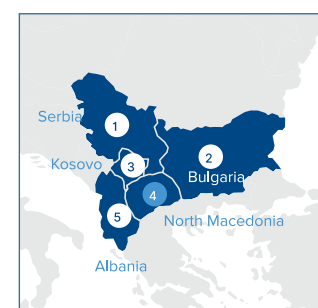 Serbia
1
Kosovo
3
2
Bulgaria
4
5
North Macedonia
Albania